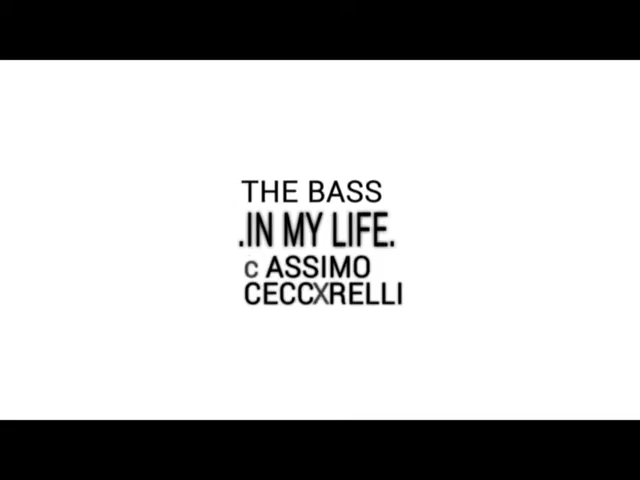 THE BASS
.IN MY LIFE.
c ASSIMO
CECCXRELLI